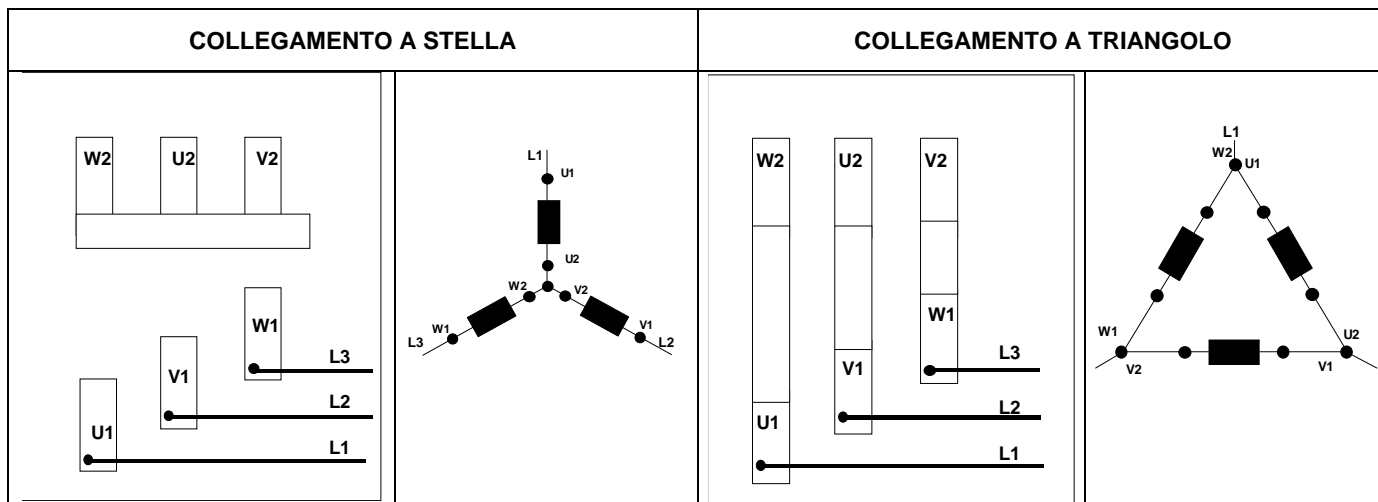 COLLEGAMENTO A STELLA
COLLEGAMENTO A TRIANGOLO
W2 U2 V2
W1
L3
V1
L2
U1
L1
L1
U1
U2
W2 V2
W1 V1
L3 L2
W2 U2 V2
W1
L3
V1
L2
U1
L1
L1
W2 U1
W1 U2
V2 V1